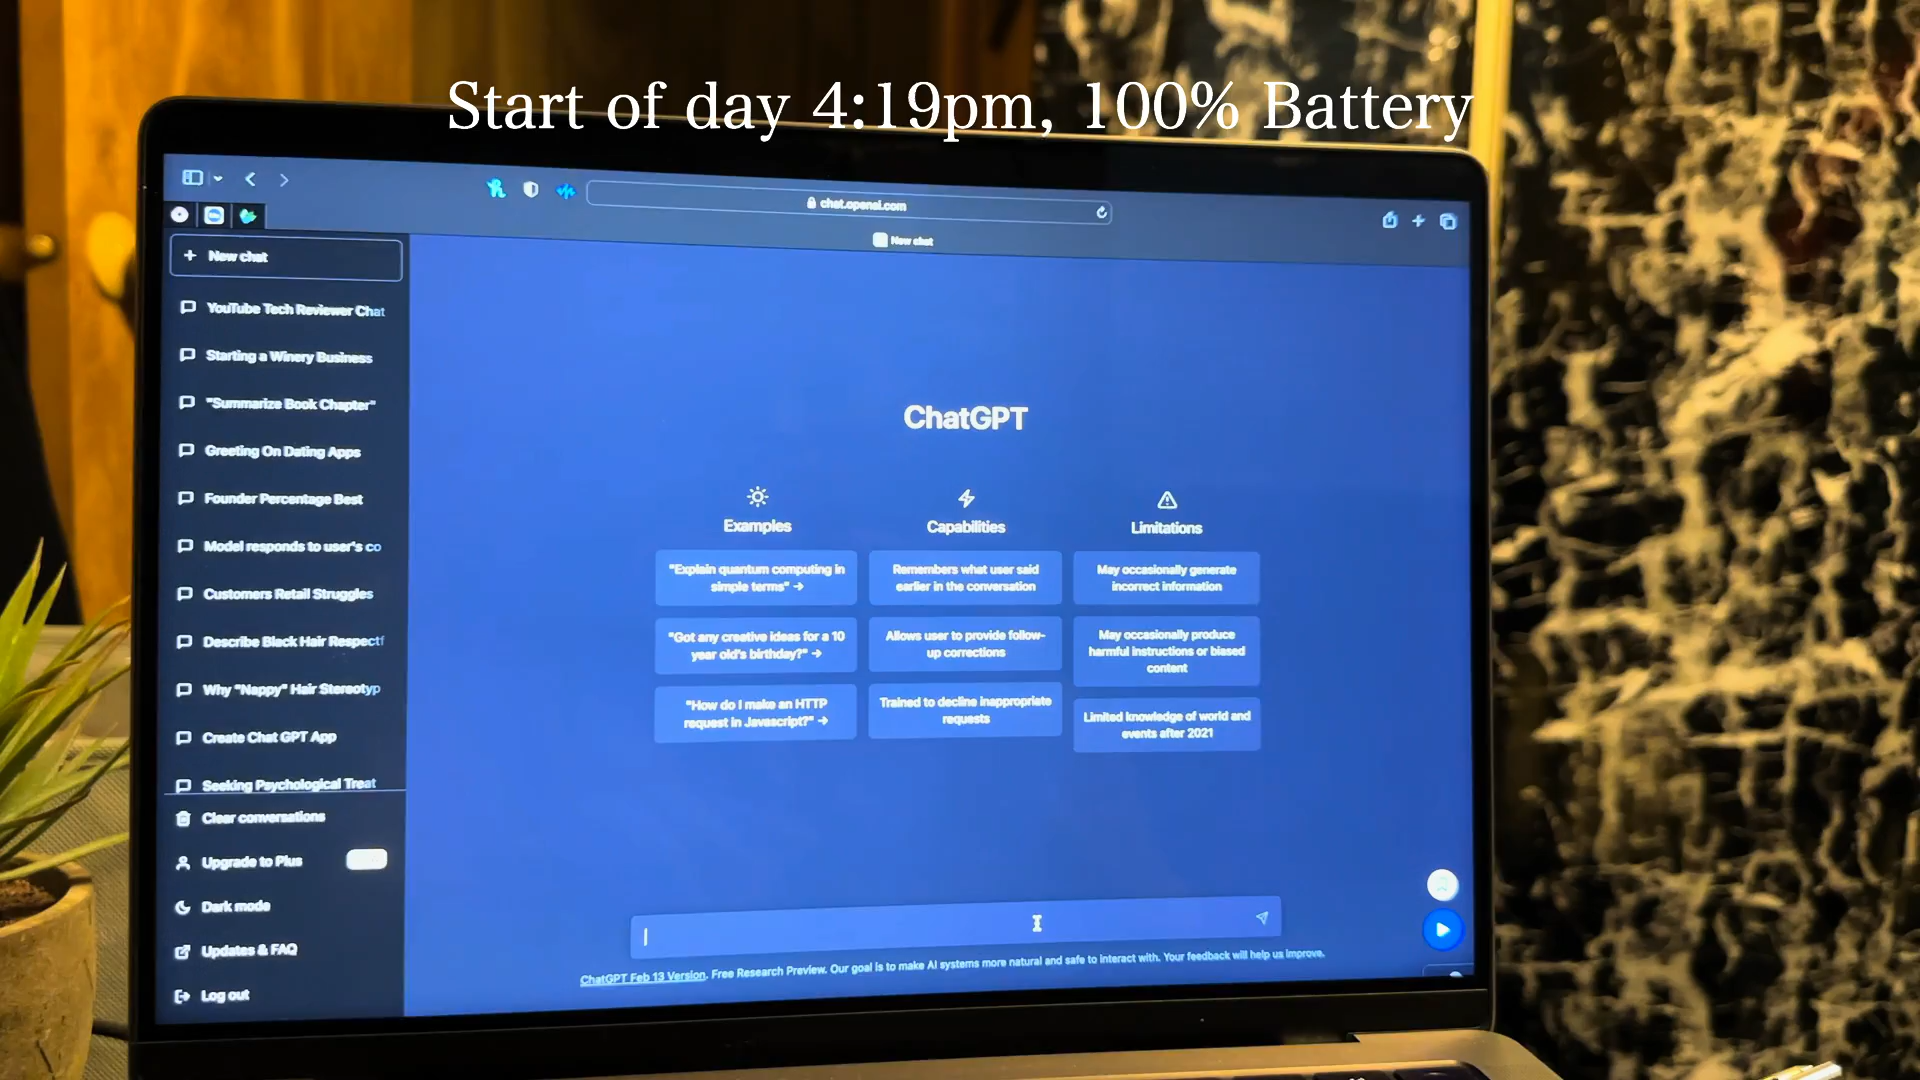 Start of day 4:19pm, 100% Battery
chat.openai.com
New chat
New chat
YouTube Tech Reviewer Chat
Starting a Winery Business
"Summarize Book Chapter"
Greeting On Dating Apps
Founder Percentage Best
Model responds to user's co
Customers Retail Struggles
Describe Black Hair Respectf
Why "Nappy" Hair Stereotyp
Create Chat GPT App
Seeking Psychological Treat
Clear conversations
Upgrade to Plus
Dark mode
Updates & FAQ
Log out
ChatGPT
Examples
"Explain quantum computing in
simple terms" →
"Got any creative ideas for a 10
year old's birthday?" →
"How do I make an HTTP
request in Javascript?" →
Capabilities
Remembers what user said
earlier in the conversation
Allows user to provide follow-
up corrections
Trained to decline inappropriate
requests
Limitations
May occasionally generate
incorrect information
May occasionally produce
harmful instructions or biased
content
Limited knowledge of world and
events after 2021
ChatGPT Feb 13 Version. Free Research Preview. Our goal is to make AI systems more natural and safe to interact with. Your feedback will help us improve.